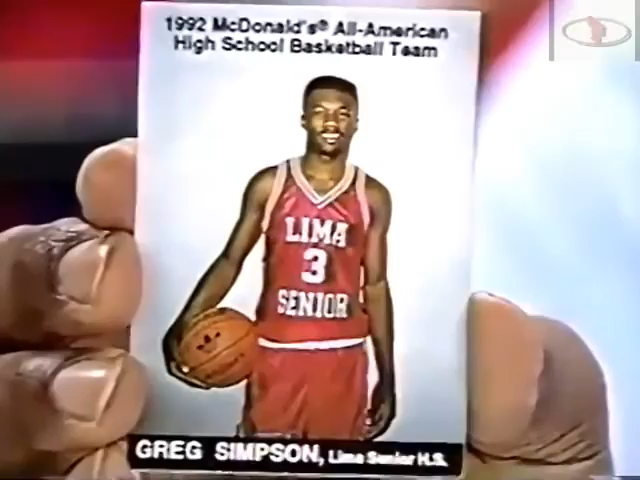 1992 McDonald's® All-American
High School Basketball Team
LIMA
3
SENIOR
GREG SIMPSON, Lima Senior H.S.